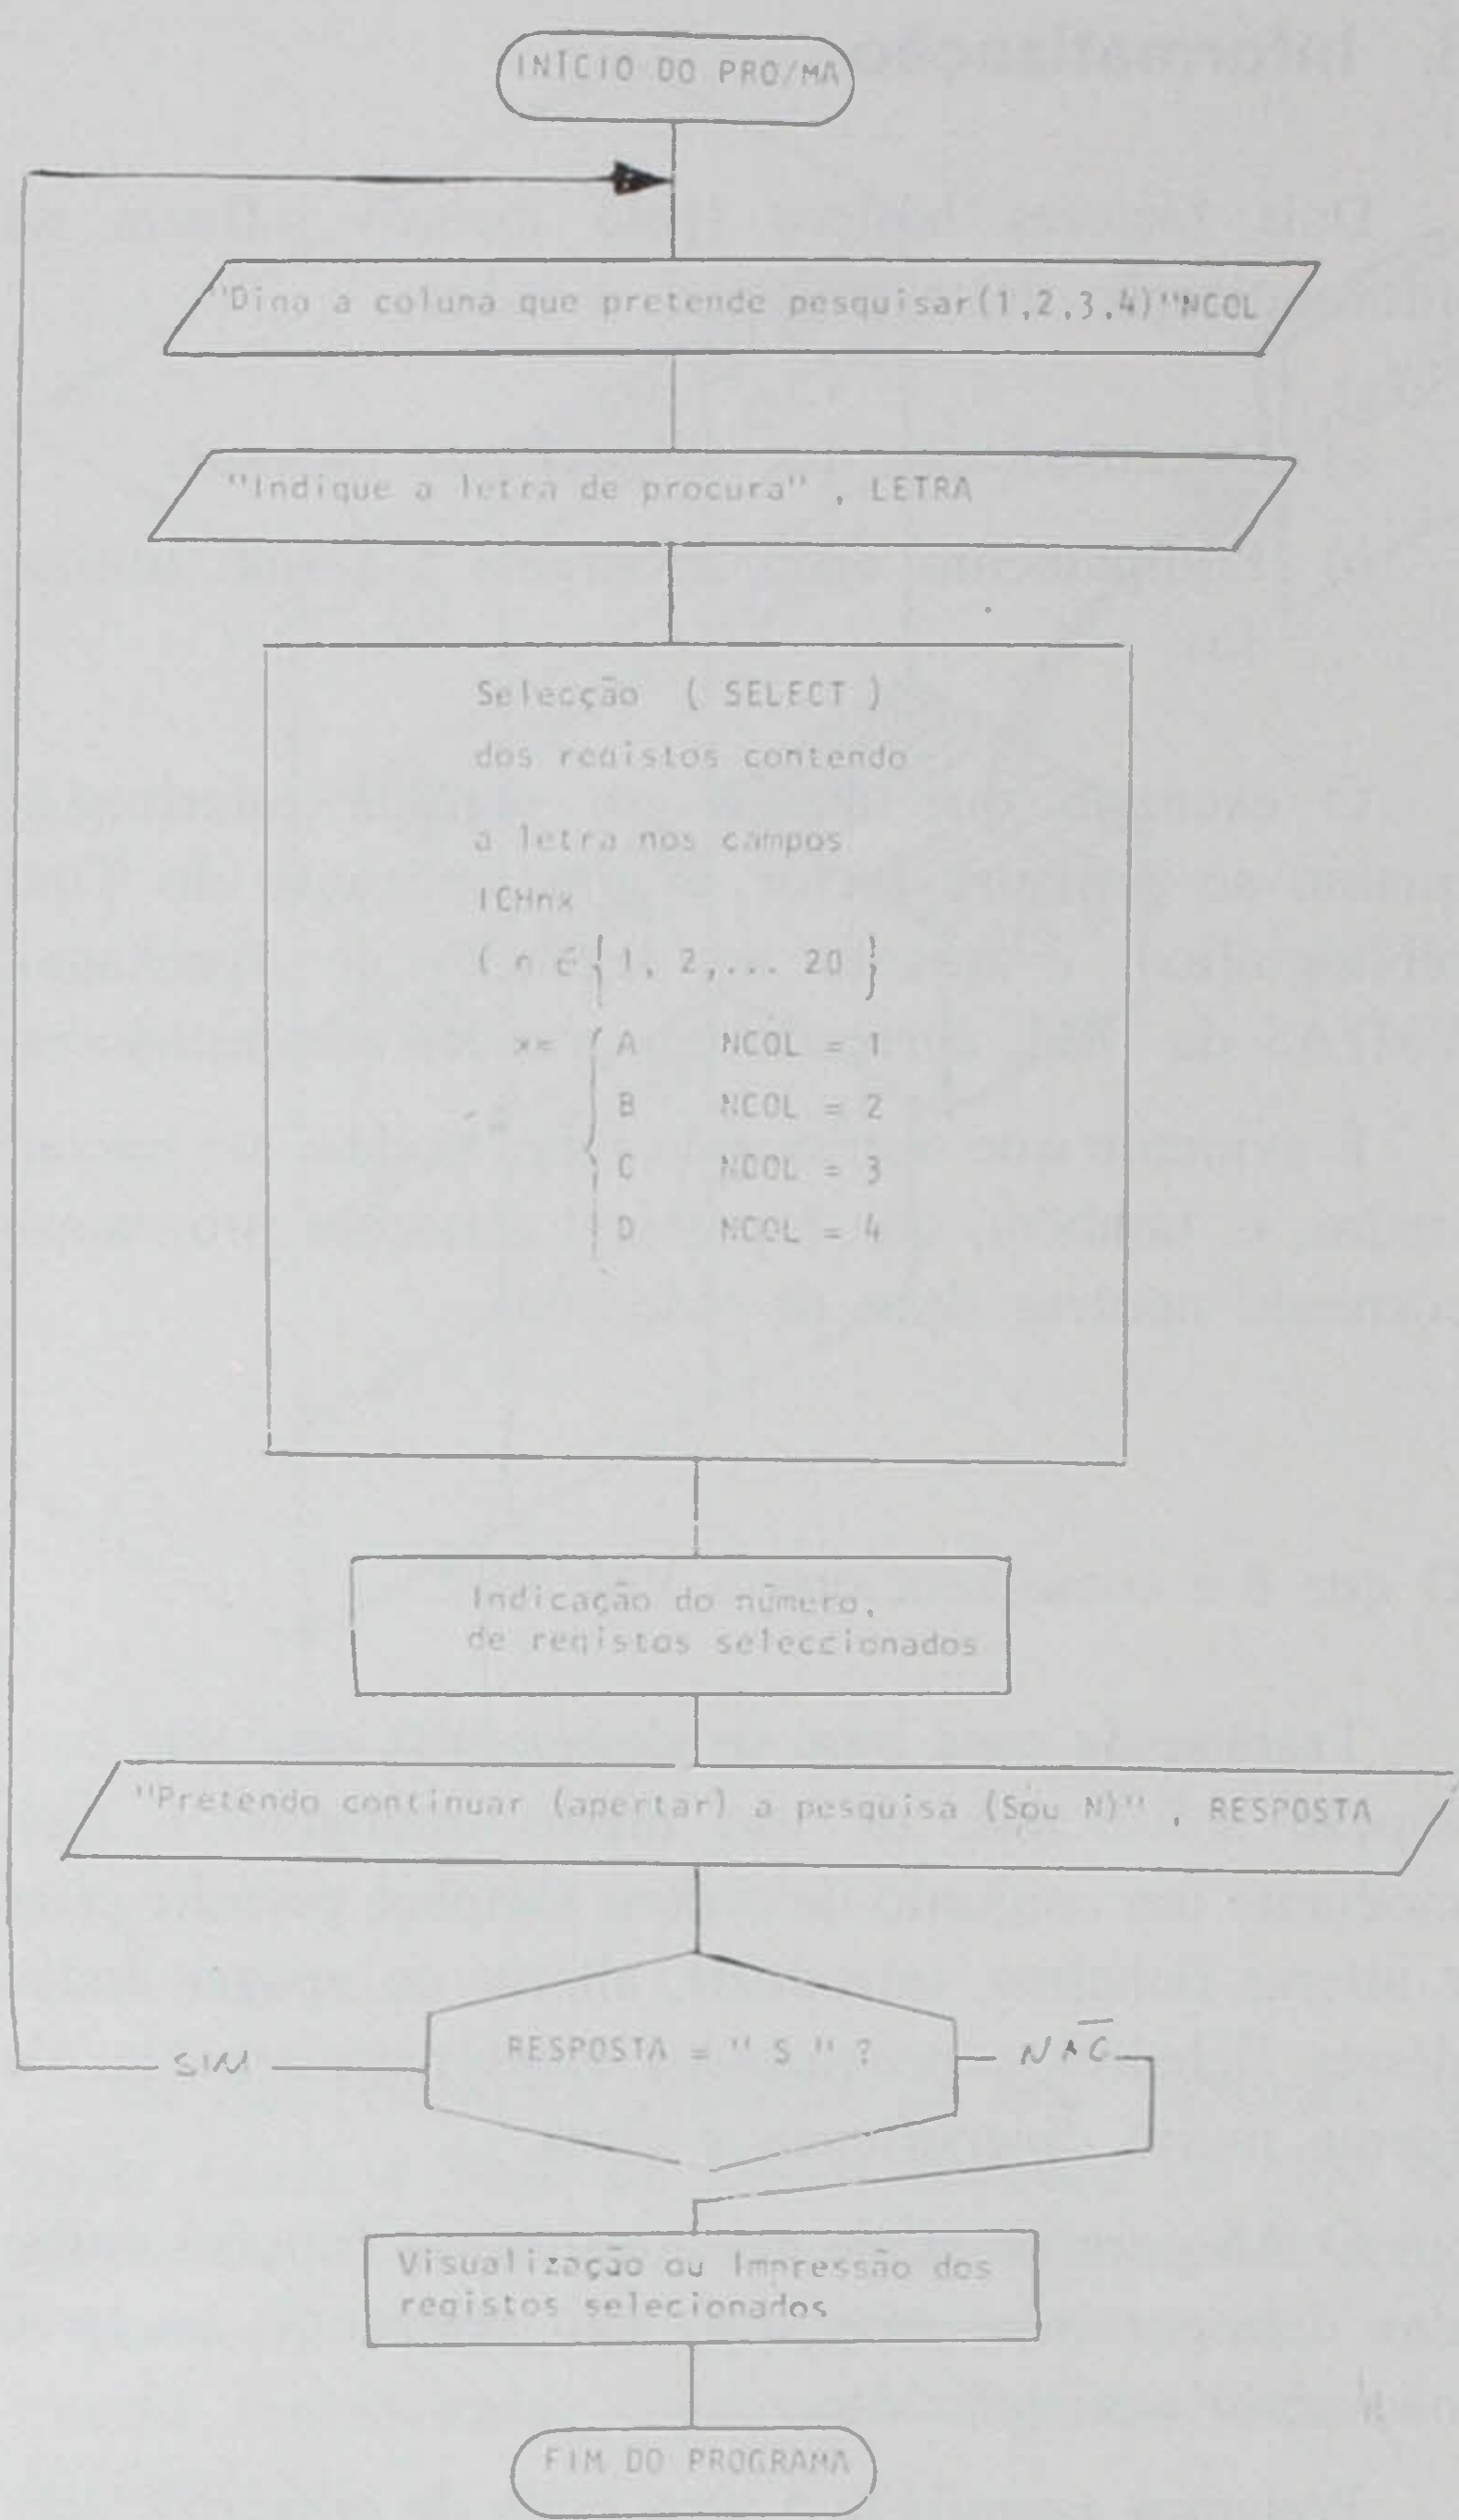 INÍCIO DO PRO/MA
"Diga a coluna que pretende pesquisar(1,2,3,4)"NCOL
"Indique a letra de procura" , LETRA
Selecção ( SELECT )
dos registos contendo
a letra nos campos
ICHnx
( n ∈ { 1, 2,... 20 }
x= { A NCOL = 1
B NCOL = 2
C NCOL = 3
D NCOL = 4
Indicação do número,
de registos seleccionados
"Pretendo continuar (apertar) a pesquisa (Sou N)" , RESPOSTA
RESPOSTA = " S " ?
SIM
NÃO
Visualização ou Impressão dos
registos selecionados
FIM DO PROGRAMA